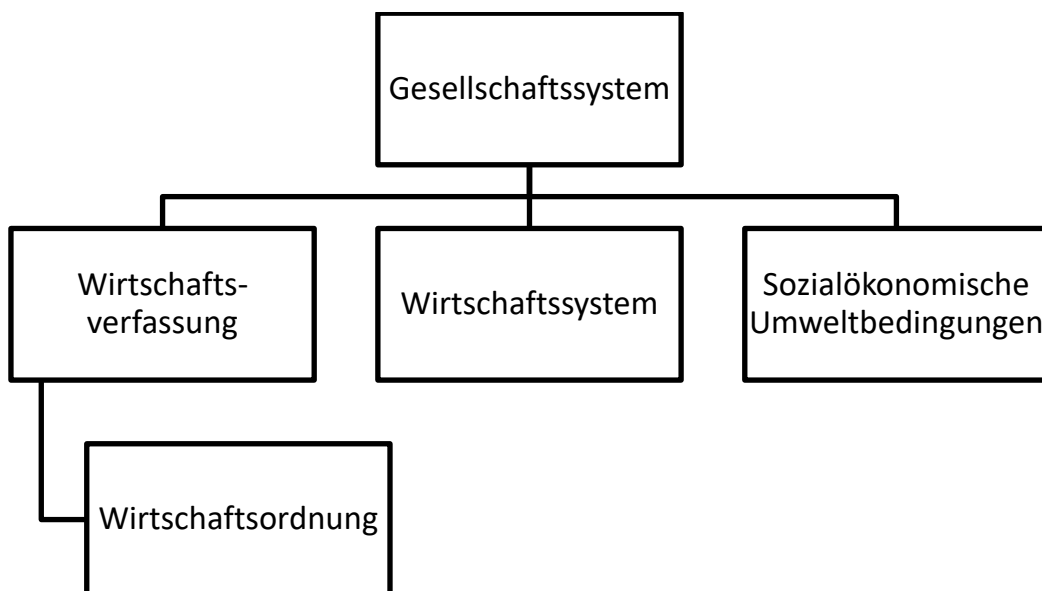 Gesellschaftssystem
Wirtschafts-
verfassung
Wirtschaftssystem
Sozialökonomische
Umweltbedingungen
Wirtschaftsordnung